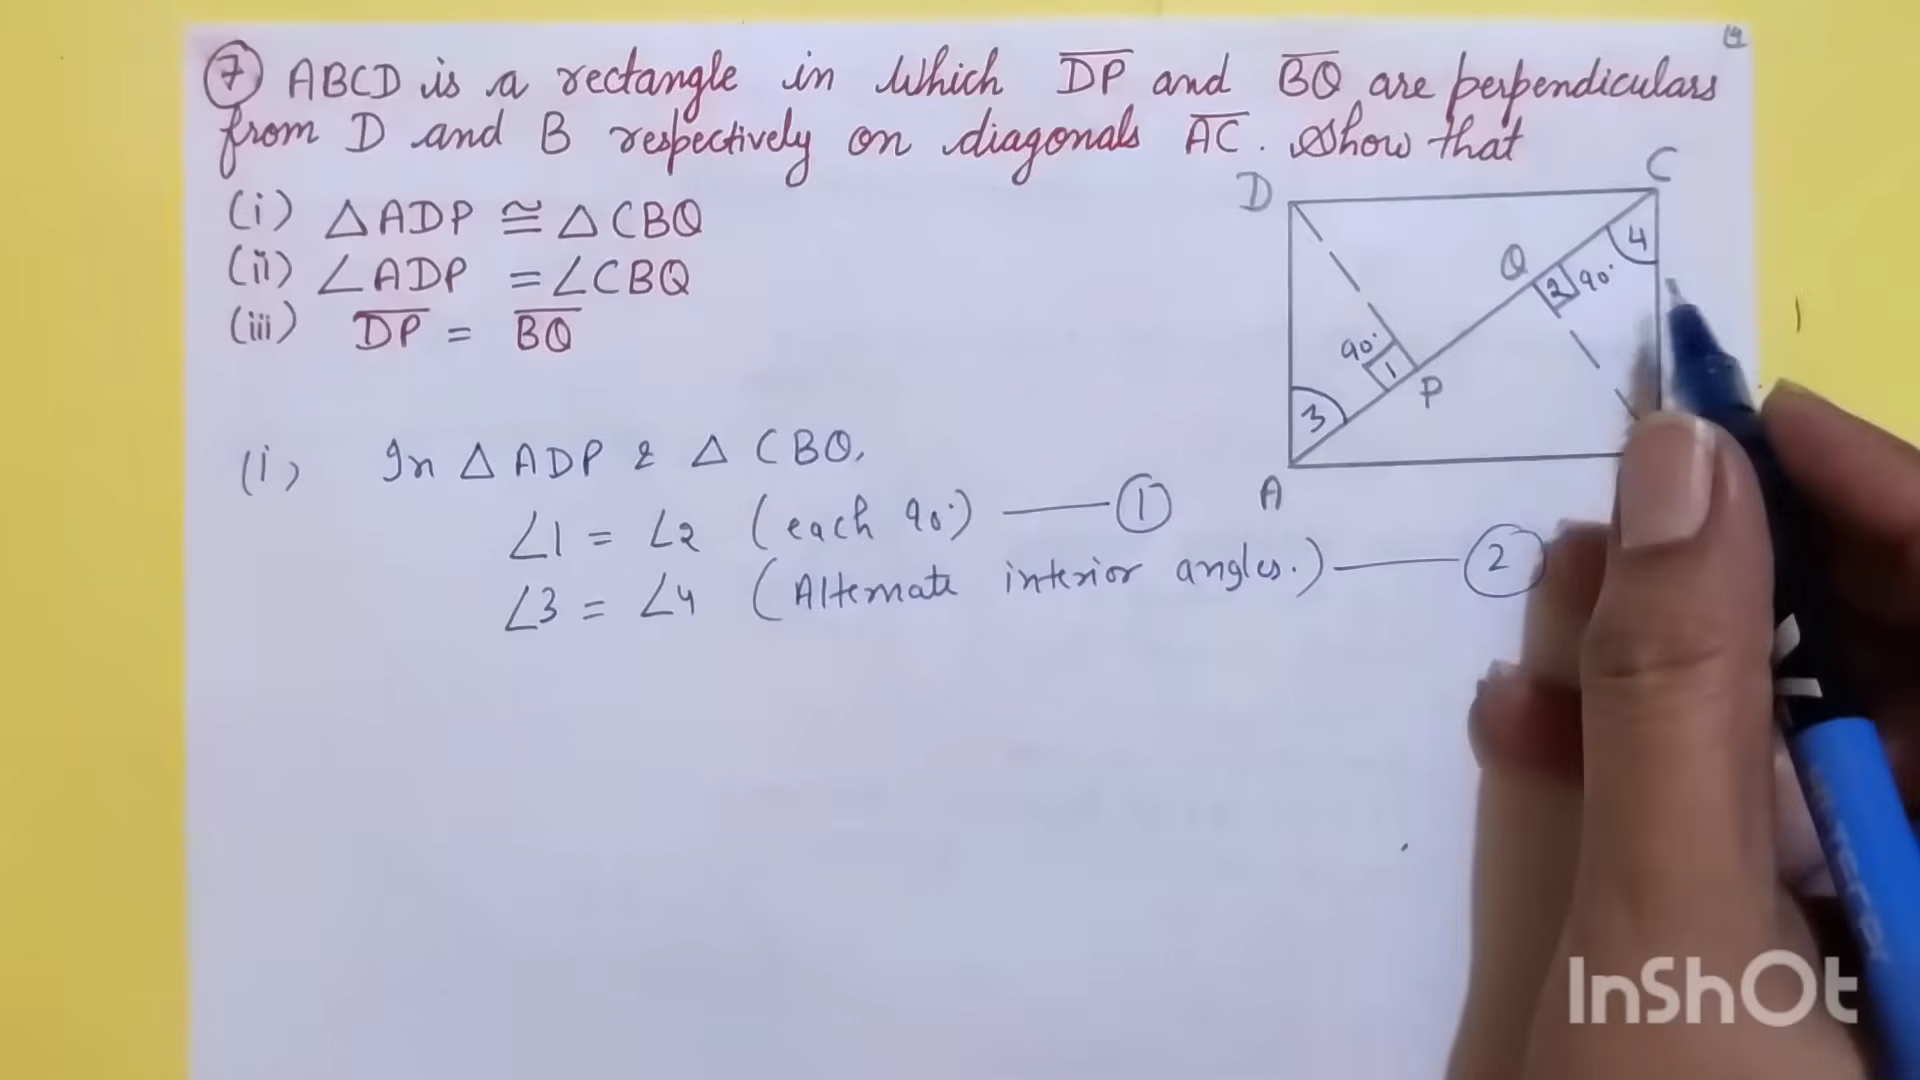 ⑦ ABCD is a rectangle in which DP and BQ are perpendiculars
from D and B respectively on diagonals AC. Show that
(i) △ADP ≅ △CBQ
(ii) ∠ADP = ∠CBQ
(iii) DP = BQ
D
C
Q
4
2
90°
90°
1
P
3
A
(i) In △ADP & △CBQ,
∠1 = ∠2 (each 90°) —— ①
∠3 = ∠4 (Alternate interior angles.) —— ②
InShOt